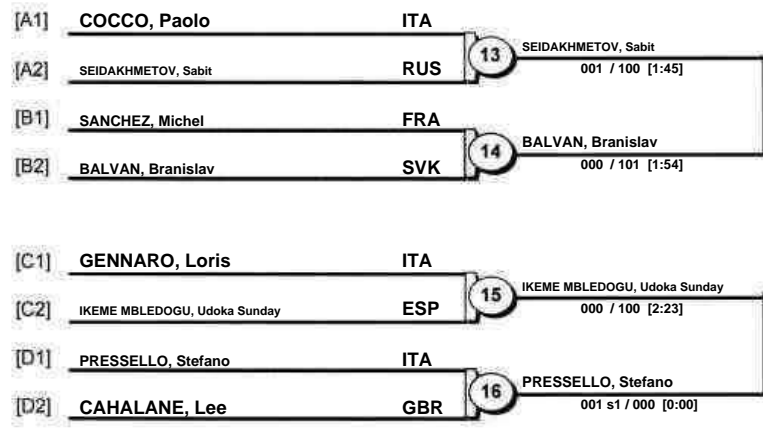 [A1] COCCO, Paolo ITA
13 SEIDAKHMETOV, Sabit
[A2] SEIDAKHMETOV, Sabit RUS 001 / 100 [1:45]
[B1] SANCHEZ, Michel FRA
14 BALVAN, Branislav
[B2] BALVAN, Branislav SVK 000 / 101 [1:54]
[C1] GENNARO, Loris ITA
15 IKEME MBLEDOGU, Udoka Sunday
[C2] IKEME MBLEDOGU, Udoka Sunday ESP 000 / 100 [2:23]
[D1] PRESSELLO, Stefano ITA
16 PRESSELLO, Stefano
[D2] CAHALANE, Lee GBR 001 s1 / 000 [0:00]